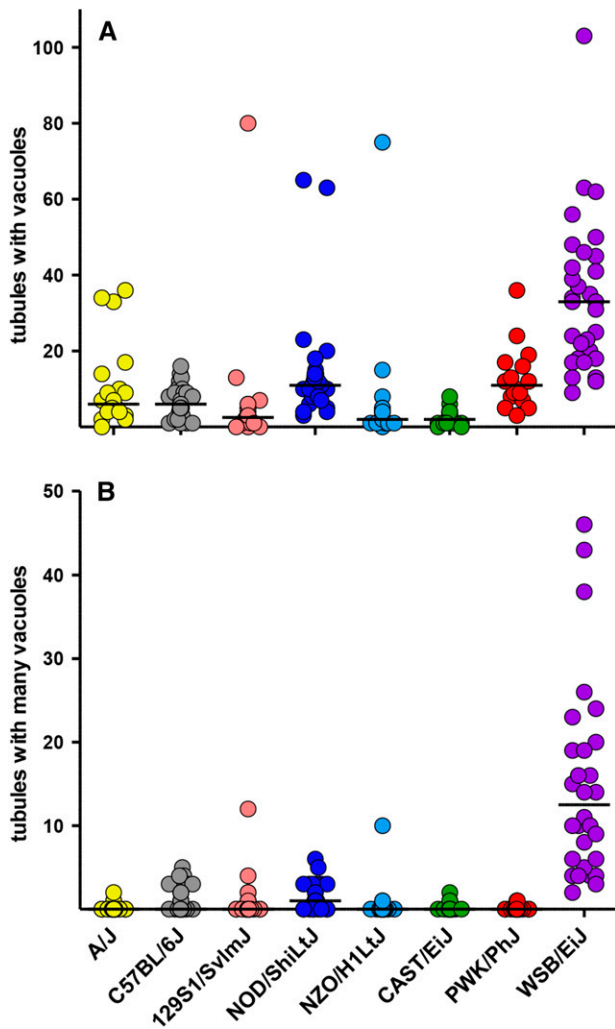 A
100
80
60
40
20
tubules with vacuoles
B
50
40
30
20
10
tubules with many vacuoles
A/J
C57BL/6J
129S1/SvImJ
NOD/ShiLtJ
NZO/H1LtJ
CAST/EiJ
PWK/PhJ
WSB/EiJ